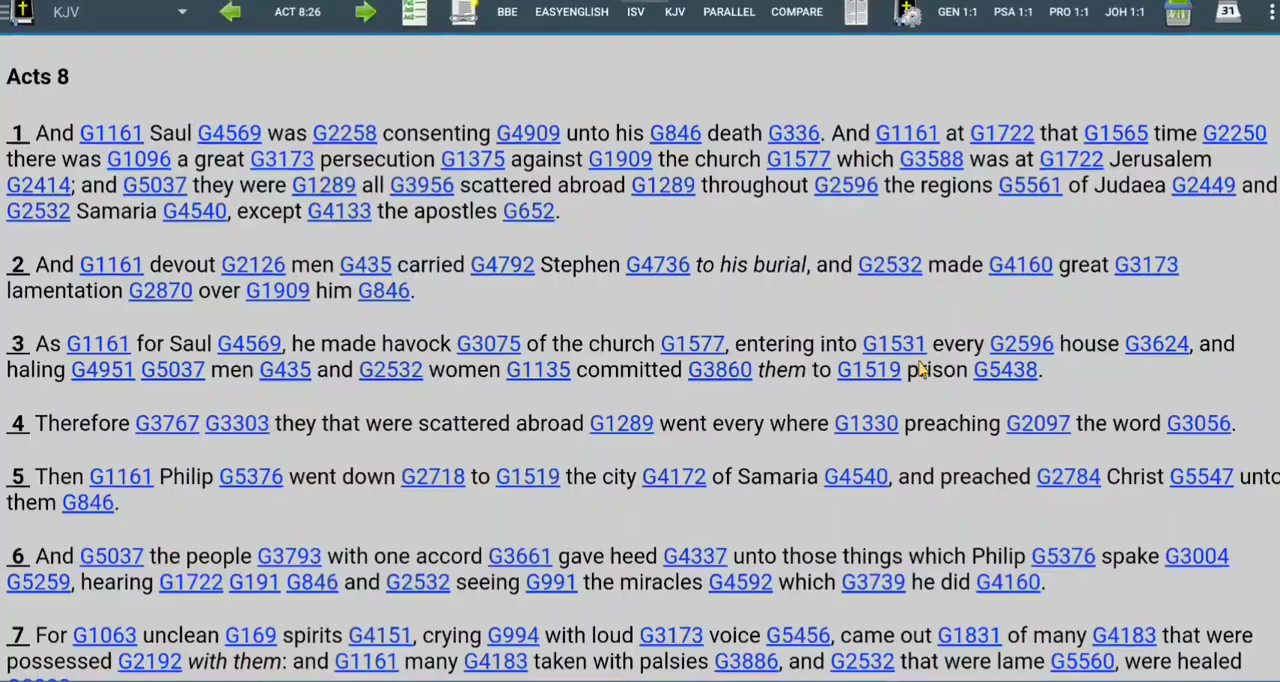 KJV ACT 8:26 BBE EASYENGLISH ISV KJV PARALLEL COMPARE GEN 1:1 PSA 1:1 PRO 1:1 JOH 1:1 31
Acts 8
1 And G1161 Saul G4569 was G2258 consenting G4909 unto his G846 death G336. And G1161 at G1722 that G1565 time G2250
there was G1096 a great G3173 persecution G1375 against G1909 the church G1577 which G3588 was at G1722 Jerusalem
G2414; and G5037 they were G1289 all G3956 scattered abroad G1289 throughout G2596 the regions G5561 of Judaea G2449 and
G2532 Samaria G4540, except G4133 the apostles G652.
2 And G1161 devout G2126 men G435 carried G4792 Stephen G4736 to his burial, and G2532 made G4160 great G3173
lamentation G2870 over G1909 him G846.
3 As G1161 for Saul G4569, he made havock G3075 of the church G1577, entering into G1531 every G2596 house G3624, and
haling G4951 G5037 men G435 and G2532 women G1135 committed G3860 them to G1519 prison G5438.
4 Therefore G3767 G3303 they that were scattered abroad G1289 went every where G1330 preaching G2097 the word G3056.
5 Then G1161 Philip G5376 went down G2718 to G1519 the city G4172 of Samaria G4540, and preached G2784 Christ G5547 unto
them G846.
6 And G5037 the people G3793 with one accord G3661 gave heed G4337 unto those things which Philip G5376 spake G3004
G5259, hearing G1722 G191 G846 and G2532 seeing G991 the miracles G4592 which G3739 he did G4160.
7 For G1063 unclean G169 spirits G4151, crying G994 with loud G3173 voice G5456, came out G1831 of many G4183 that were
possessed G2192 with them: and G1161 many G4183 taken with palsies G3886, and G2532 that were lame G5560, were healed